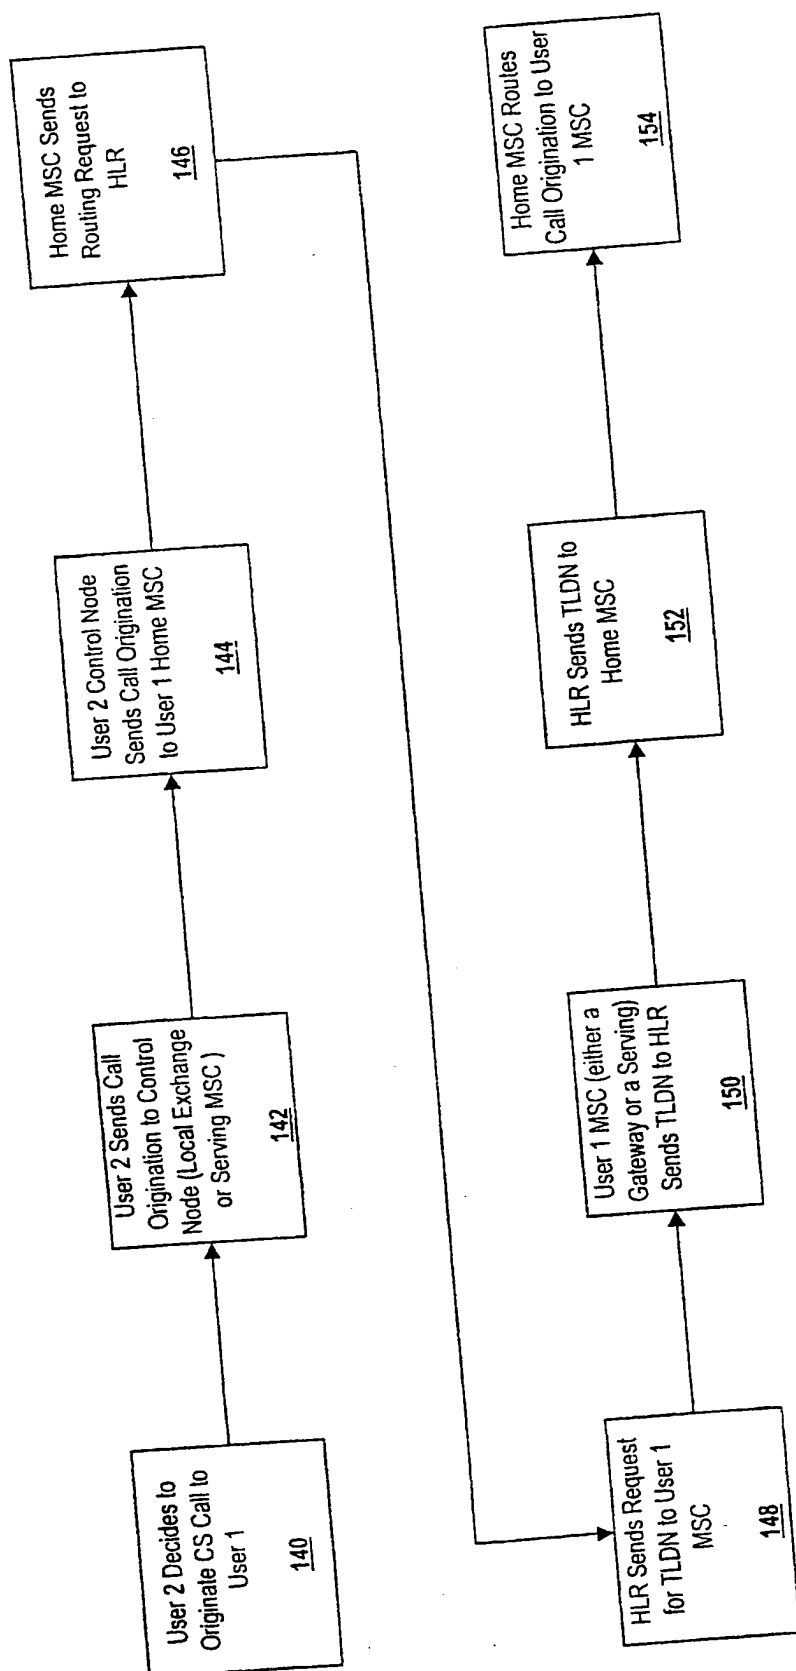 User 2 Decides to
Originate CS Call to
User 1
140
User 2 Sends Call
Origination to Control
Node (Local Exchange
or Serving MSC )
142
User 2 Control Node
Sends Call Origination
to User 1 Home MSC
144
Home MSC Sends
Routing Request to
HLR
146
HLR Sends Request
for TLDN to User 1
MSC
148
User 1 MSC (either a
Gateway or a Serving)
Sends TLDN to HLR
150
HLR Sends TLDN to
Home MSC
152
Home MSC Routes
Call Origination to User
1 MSC
154